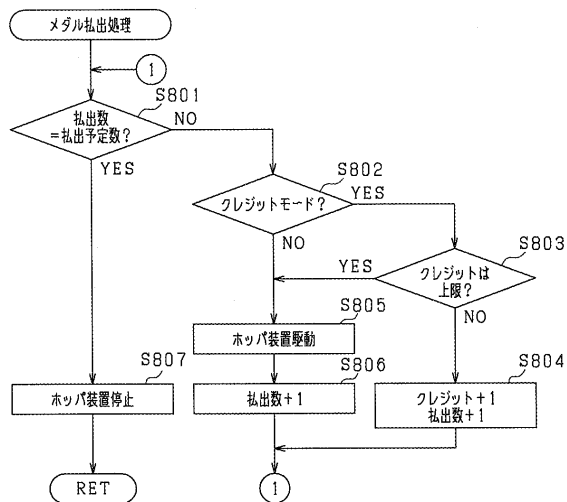 メダル払出処理
1
S801
払出数
=払出予定数?
NO
YES
S802
クレジットモード?
YES
NO
S803
クレジットは
上限?
YES
NO
S805
ホッパ装置駆動
S807
ホッパ装置停止
S806
払出数+1
S804
クレジット+1
払出数+1
RET
1